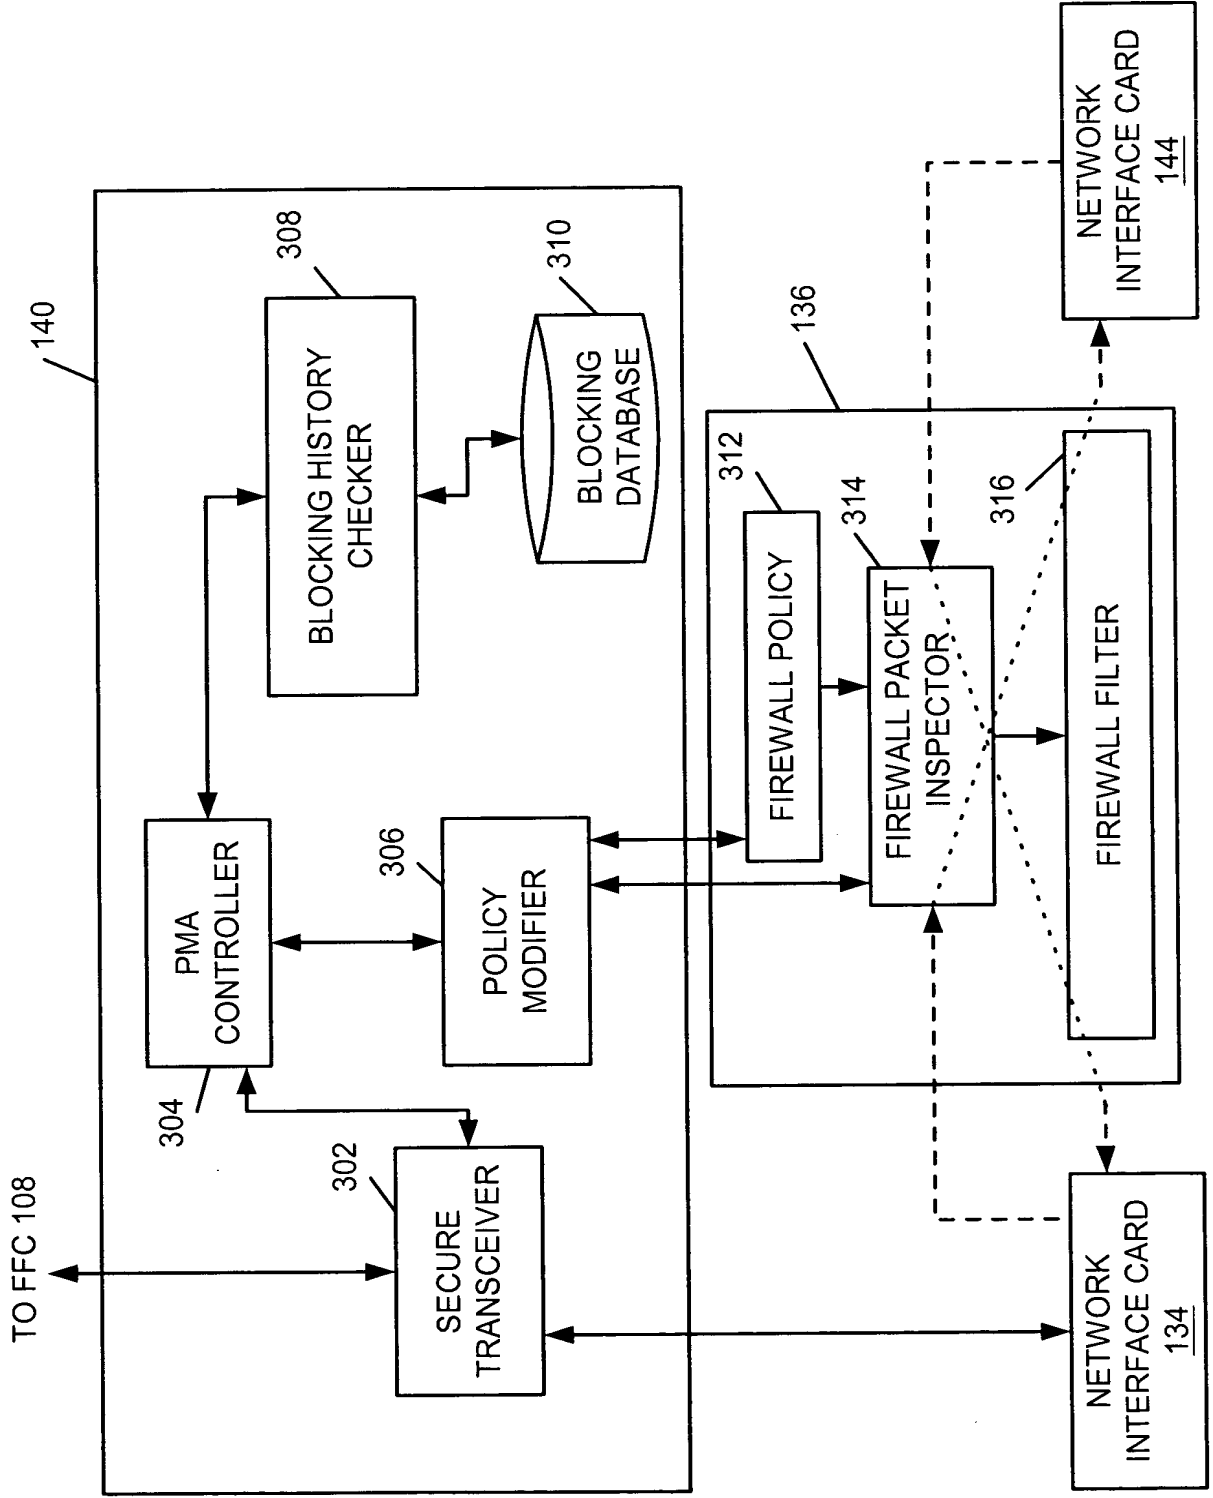 TO FFC 108
140
SECURE
TRANSCEIVER
302
PMA
CONTROLLER
304
POLICY
MODIFIER
306
BLOCKING HISTORY
CHECKER
308
BLOCKING
DATABASE
310
136
FIREWALL POLICY
312
FIREWALL PACKET
INSPECTOR
314
FIREWALL FILTER
316
NETWORK
INTERFACE CARD
134
NETWORK
INTERFACE CARD
144